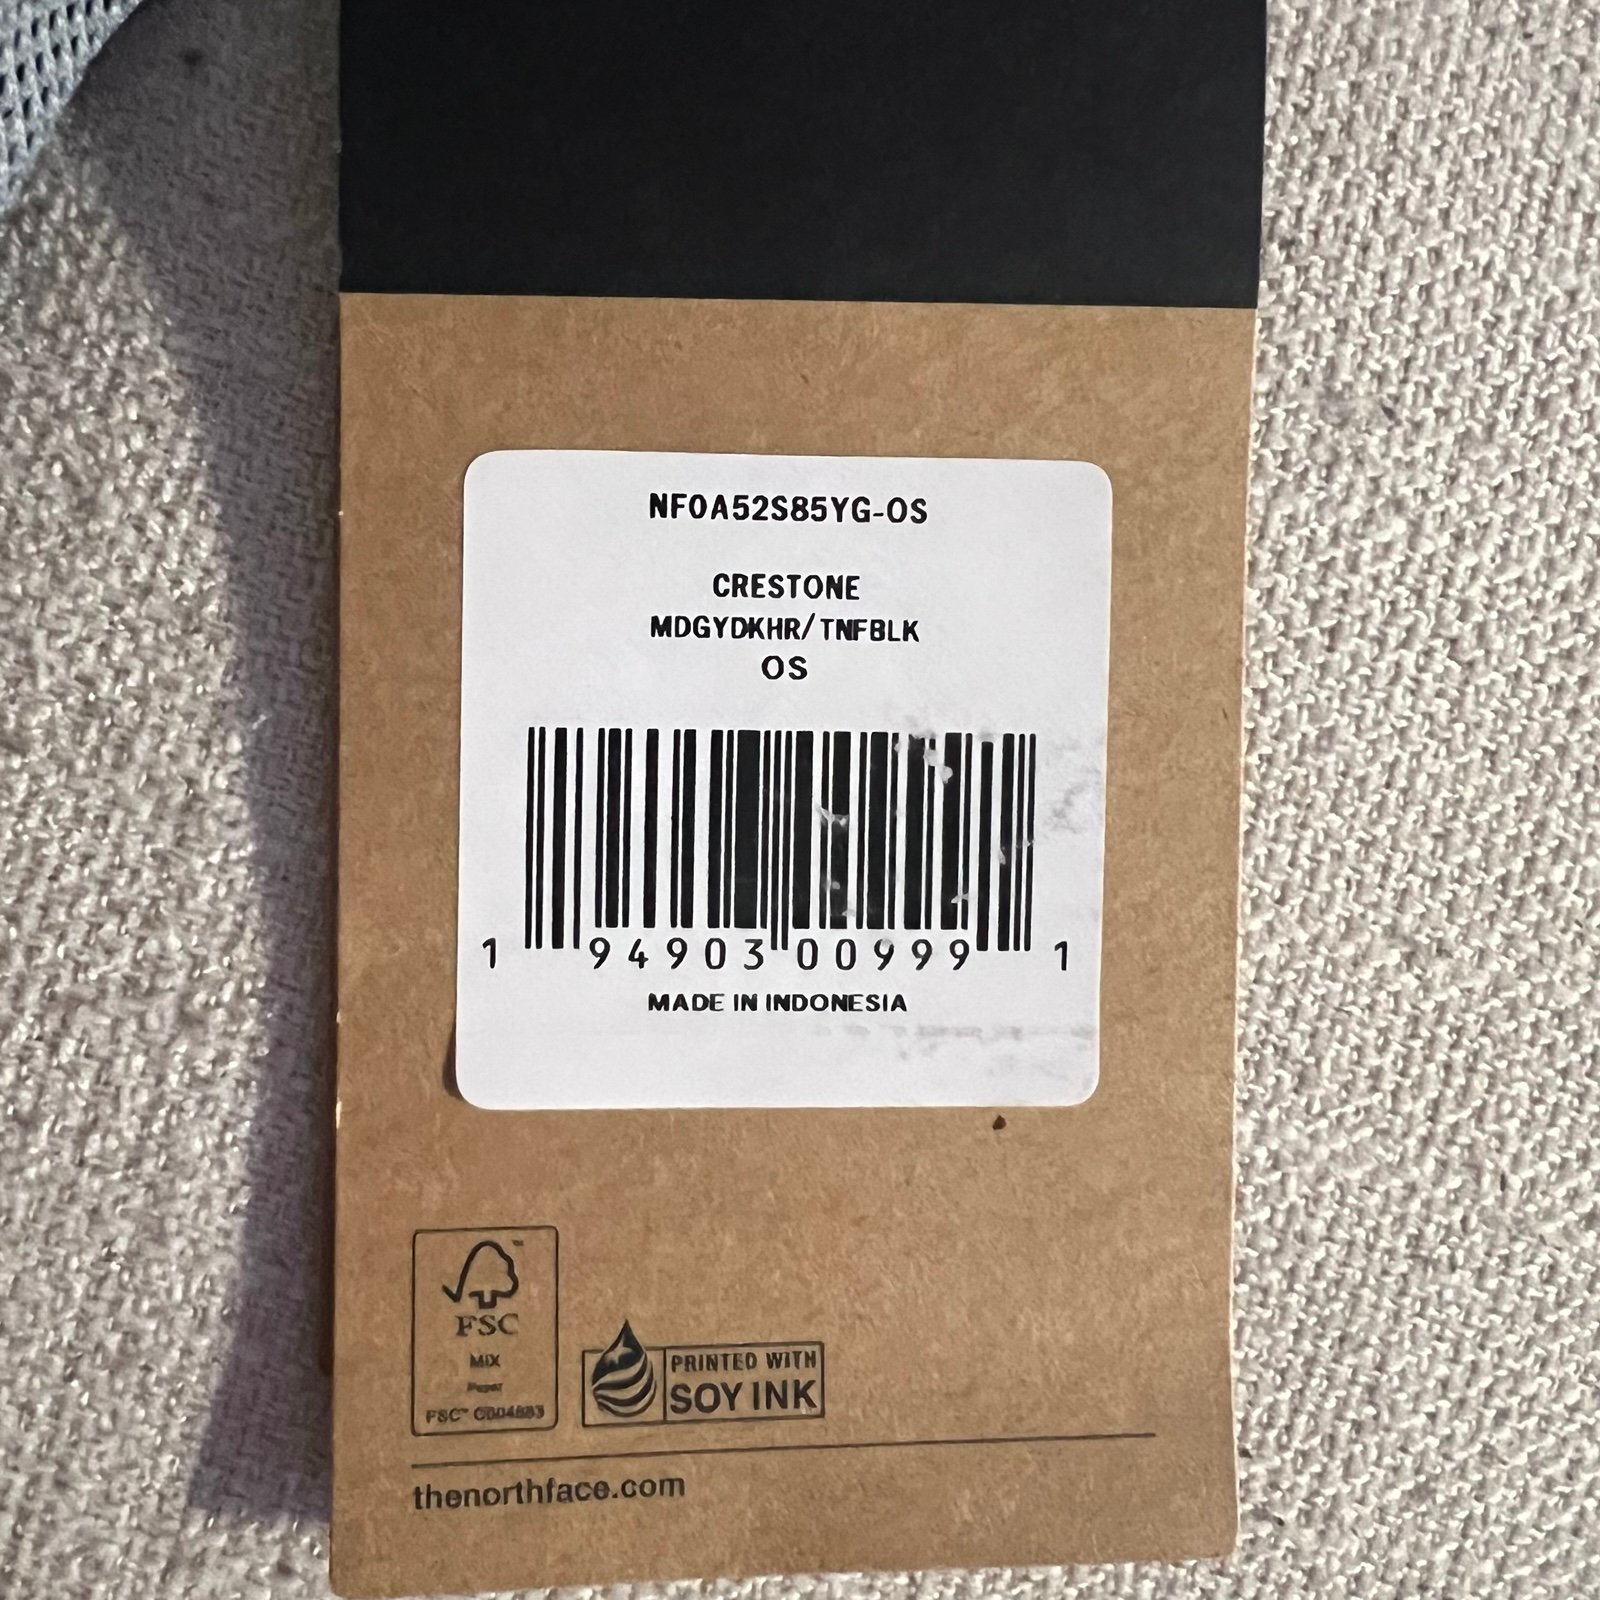 NF0A52S85YG-OS
CRESTONE
MDGYDKHR/TNFBLK
OS
1 94903 00999 1
MADE IN INDONESIA
FSC
MIX
Paper
PRINTED WITH
SOY INK
thenorthface.com